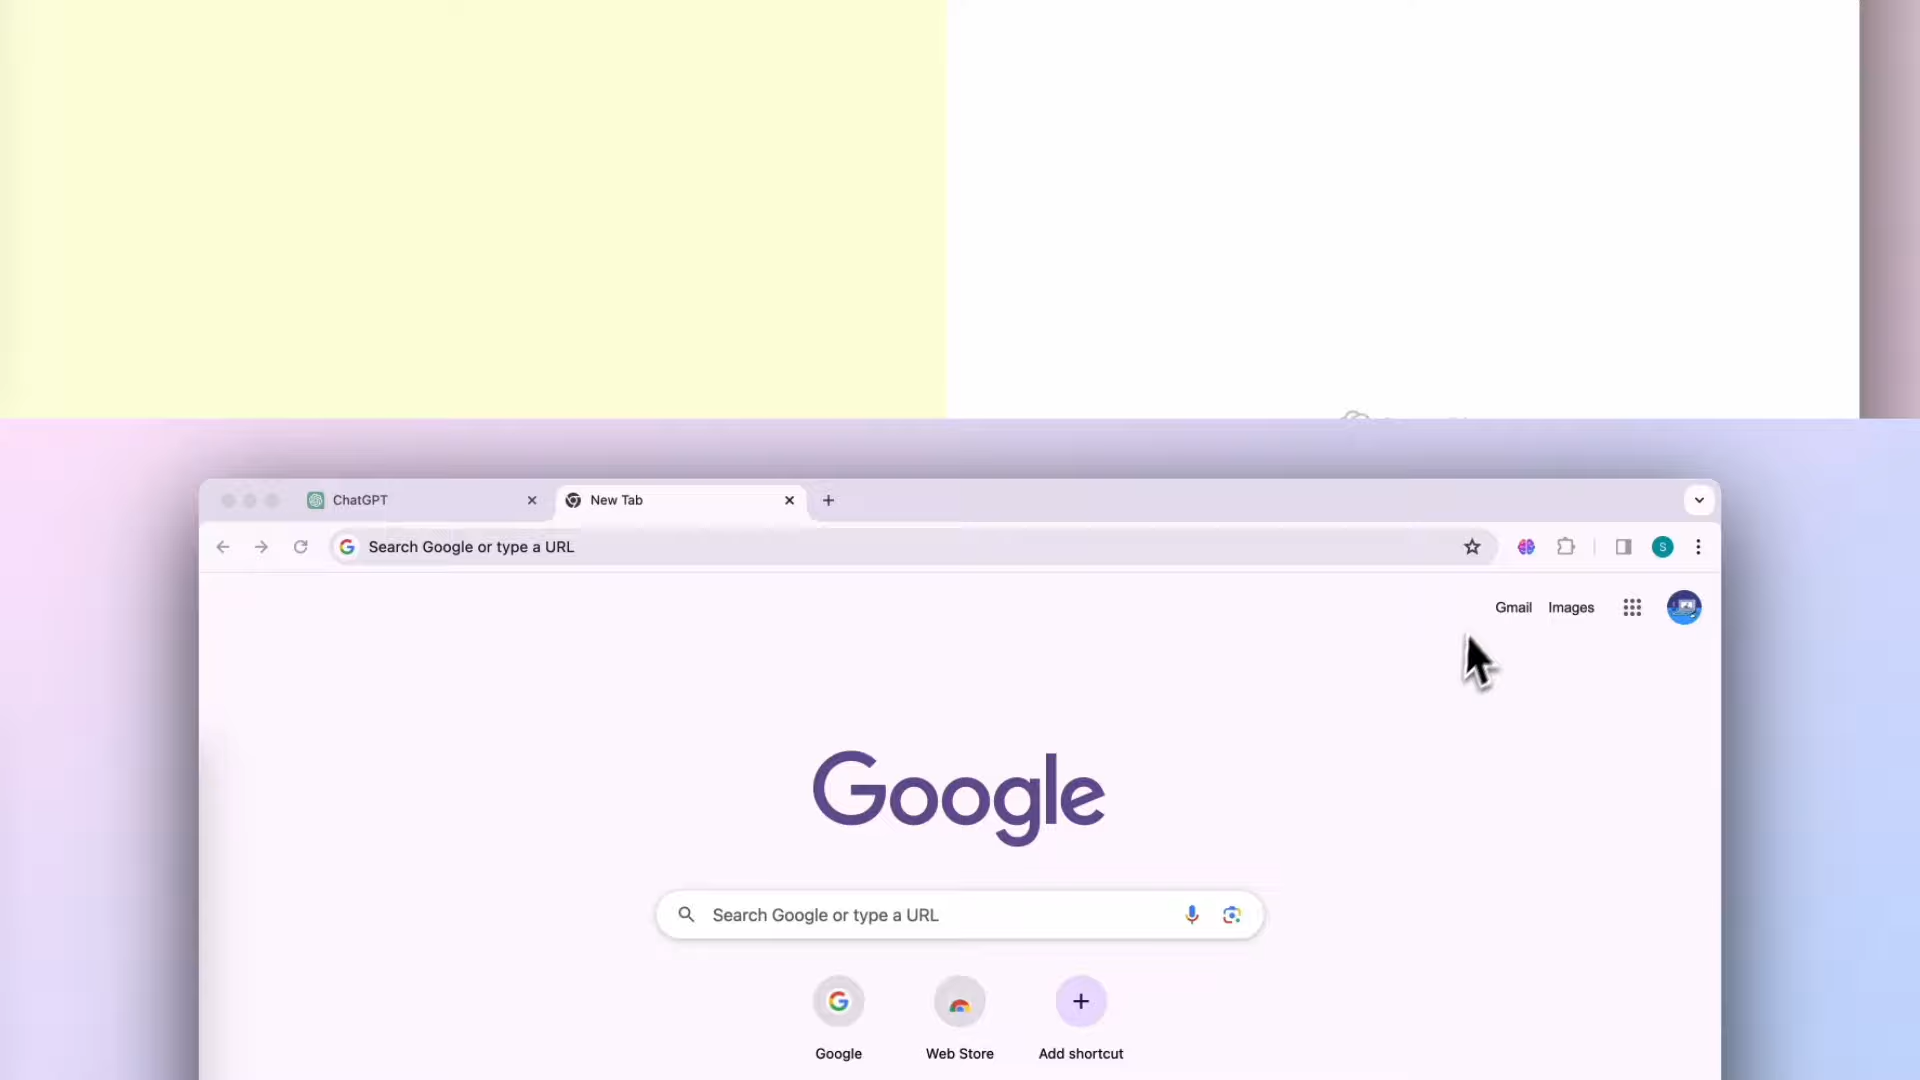 ChatGPT
New Tab
Search Google or type a URL
S
Gmail Images
Google
Search Google or type a URL
Google Web Store Add shortcut